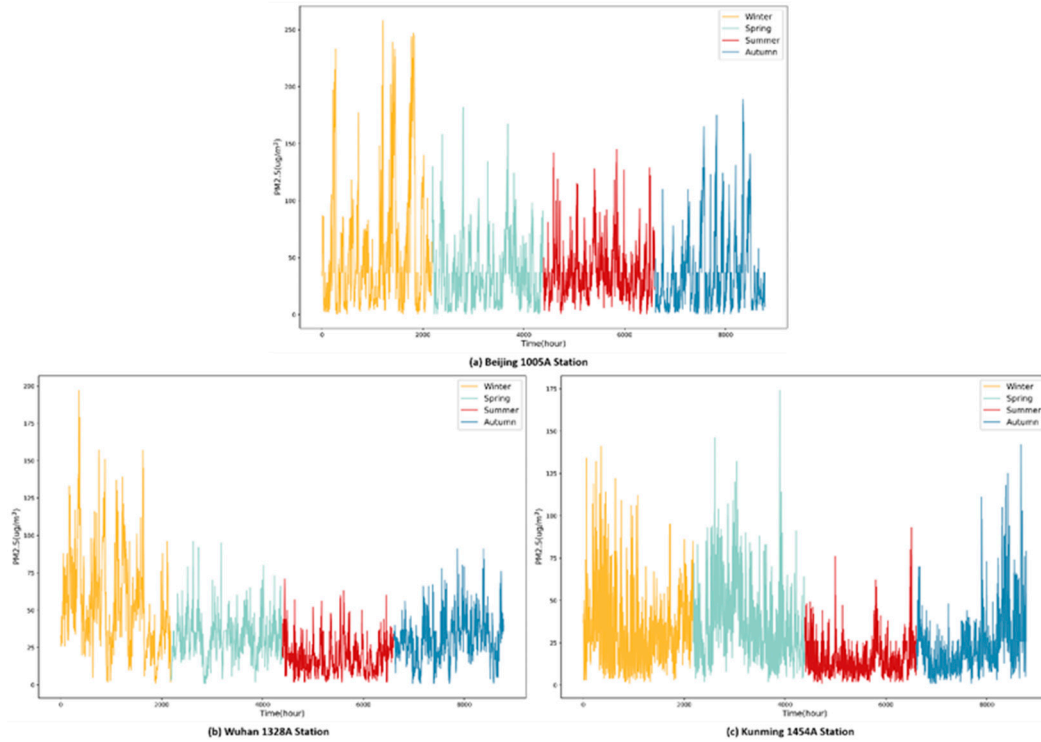 Winter
Spring
Summer
Autumn
250
200
150
100
50
0
PM2.5(ug/m³)
0 2000 4000 6000 8000
Time(hour)
(a) Beijing 1005A Station
Winter
Spring
Summer
Autumn
200
175
150
125
100
75
50
25
0
PM2.5(ug/m³)
0 2000 4000 6000 8000
Time(hour)
(b) Wuhan 1328A Station
Winter
Spring
Summer
Autumn
175
150
125
100
75
50
25
0
PM2.5(ug/m³)
0 2000 4000 6000 8000
Time(hour)
(c) Kunming 1454A Station